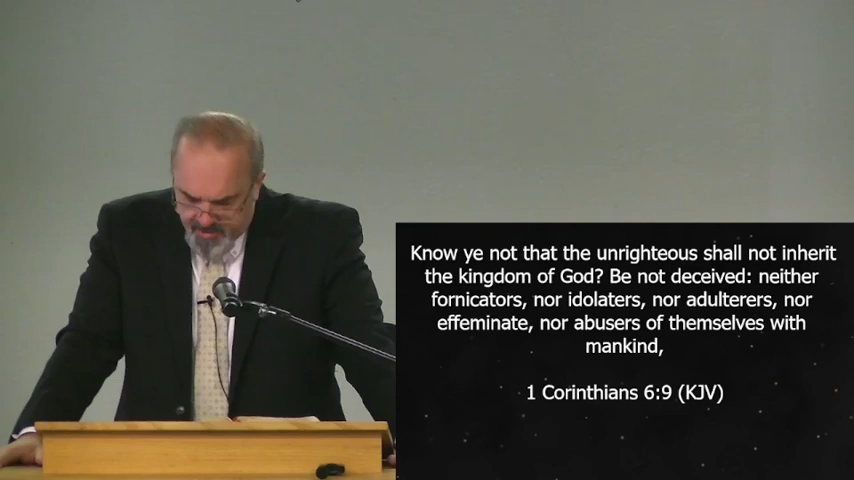 Know ye not that the unrighteous shall not inherit
the kingdom of God? Be not deceived: neither
fornicators, nor idolaters, nor adulterers, nor
effeminate, nor abusers of themselves with
mankind,
1 Corinthians 6:9 (KJV)